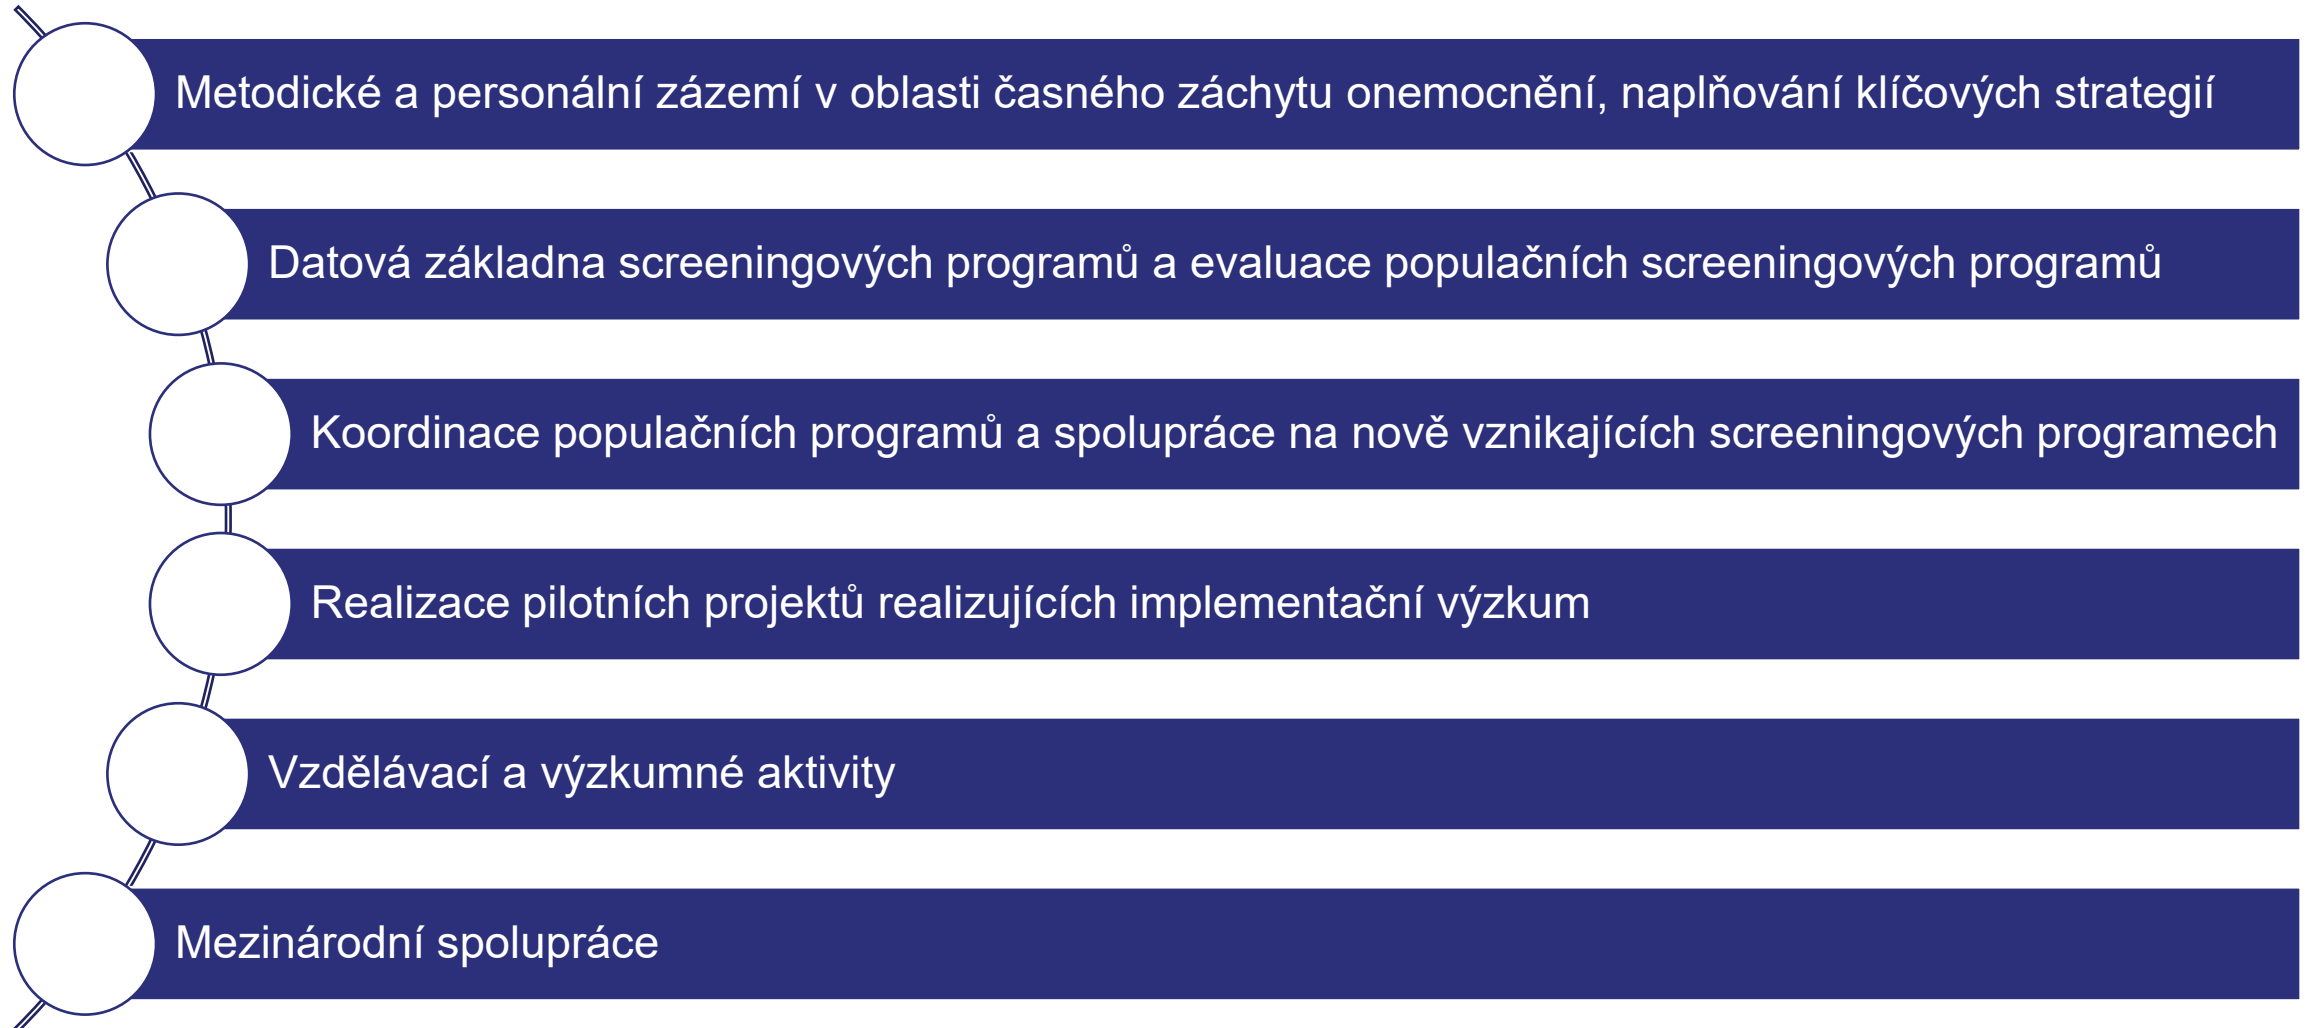 Metodické a personální zázemí v oblasti časného záchytu onemocnění, naplňování klíčových strategií
Datová základna screeningových programů a evaluace populačních screeningových programů
Koordinace populačních programů a spolupráce na nově vznikajících screeningových programech
Realizace pilotních projektů realizujících implementační výzkum
Vzdělávací a výzkumné aktivity
Mezinárodní spolupráce